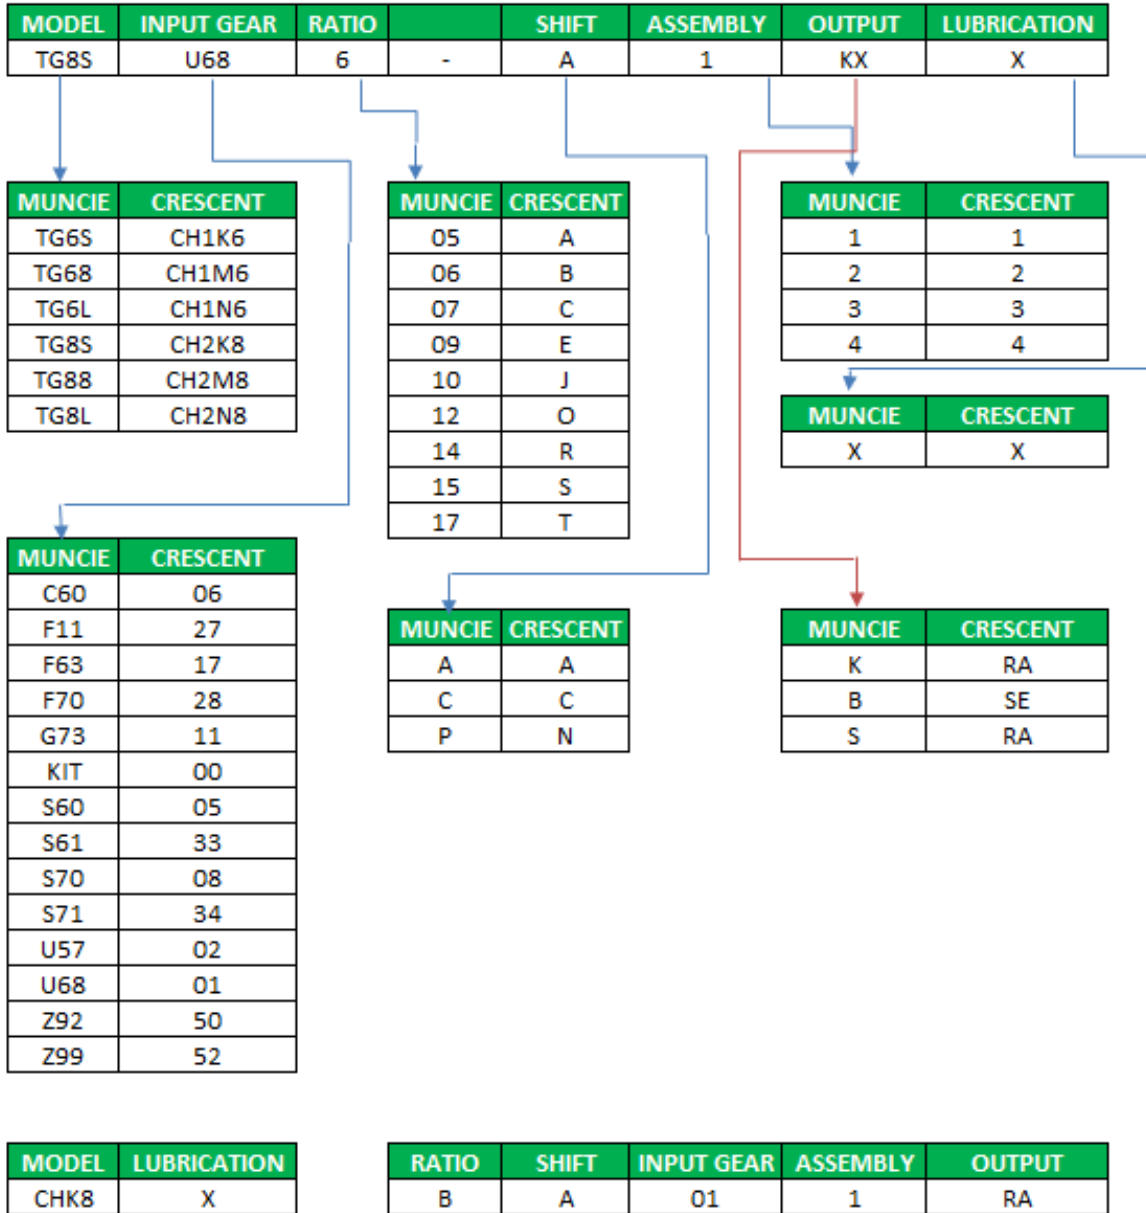 MODEL INPUT GEAR RATIO SHIFT ASSEMBLY OUTPUT LUBRICATION
TG8S U68 6 - A 1 KX X
MUNCIE CRESCENT
TG6S CH1K6
TG68 CH1M6
TG6L CH1N6
TG8S CH2K8
TG88 CH2M8
TG8L CH2N8
MUNCIE CRESCENT
05 A
06 B
07 C
09 E
10 J
12 O
14 R
15 S
17 T
MUNCIE CRESCENT
1 1
2 2
3 3
4 4
MUNCIE CRESCENT
X X
MUNCIE CRESCENT
C60 06
F11 27
F63 17
F70 28
G73 11
KIT 00
S60 05
S61 33
S70 08
S71 34
U57 02
U68 01
Z92 50
Z99 52
MUNCIE CRESCENT
A A
C C
P N
MUNCIE CRESCENT
K RA
B SE
S RA
MODEL LUBRICATION
CHK8 X
RATIO SHIFT INPUT GEAR ASSEMBLY OUTPUT
B A 01 1 RA